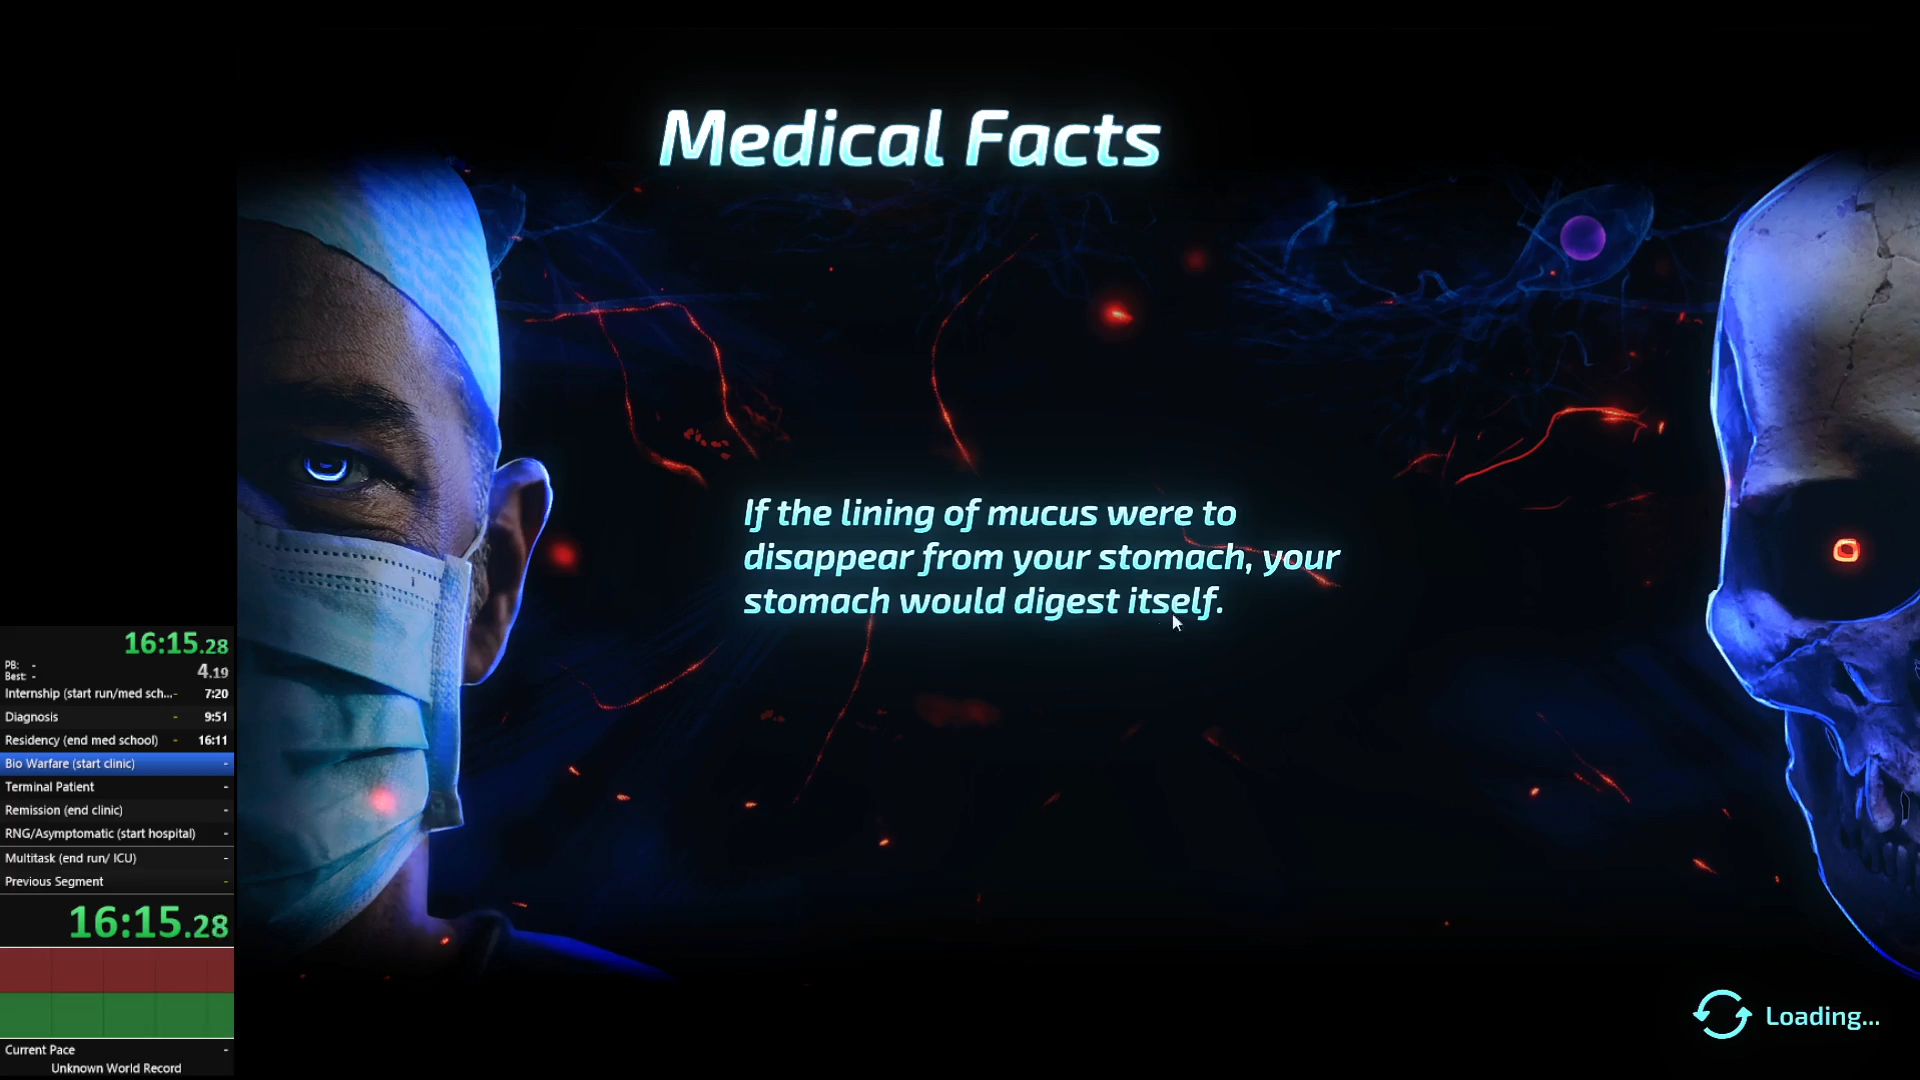 Medical Facts
If the lining of mucus were to
disappear from your stomach, your
stomach would digest itself.
16:15.28
PB: -
4.19
Best: -
Internship (start run/med sch...- 7:20
Diagnosis - 9:51
Residency (end med school) - 16:11
Bio Warfare (start clinic) -
Terminal Patient -
Remission (end clinic) -
RNG/Asymptomatic (start hospital) -
Multitask (end run/ ICU) -
Previous Segment -
16:15.28
Current Pace -
Unknown World Record
Loading...